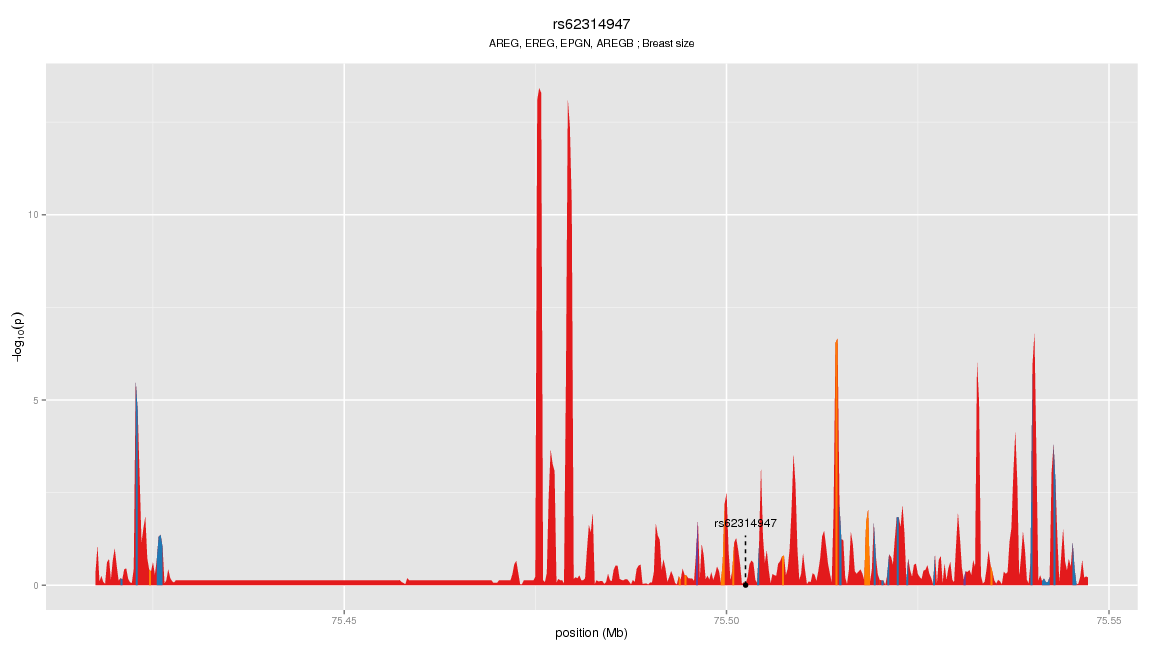 rs62314947
AREG, EREG, EPGN, AREGB ; Breast size
10
5
0
−log10(p)
rs62314947
75.45
75.50
75.55
position (Mb)